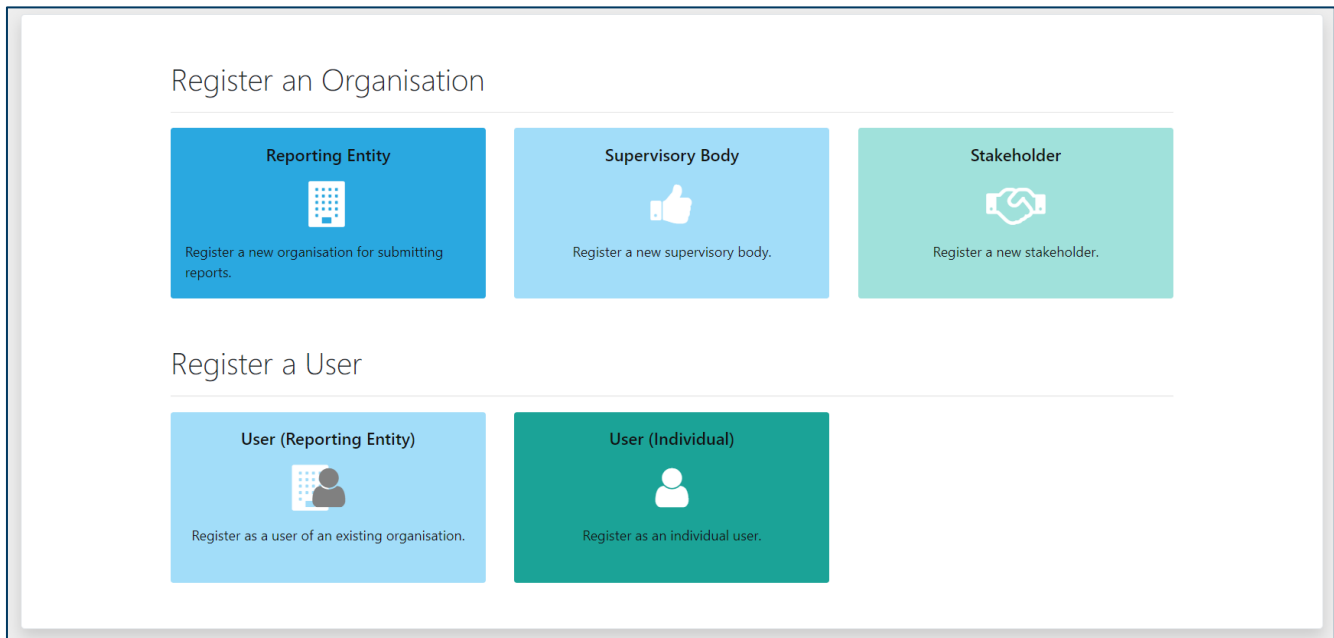 Register an Organisation
Reporting Entity
Register a new organisation for submitting
reports.
Supervisory Body
Register a new supervisory body.
Stakeholder
Register a new stakeholder.
Register a User
User (Reporting Entity)
Register as a user of an existing organisation.
User (Individual)
Register as an individual user.